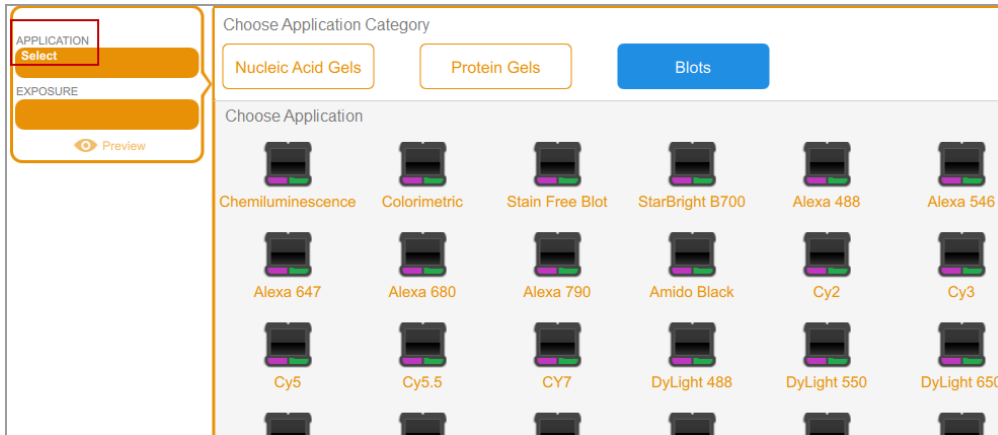 APPLICATION
Select
EXPOSURE
Preview
Choose Application Category
Nucleic Acid Gels
Protein Gels
Blots
Choose Application
Chemiluminescence Colorimetric Stain Free Blot StarBright B700 Alexa 488 Alexa 546
Alexa 647 Alexa 680 Alexa 790 Amido Black Cy2 Cy3
Cy5 Cy5.5 CY7 DyLight 488 DyLight 550 DyLight 650